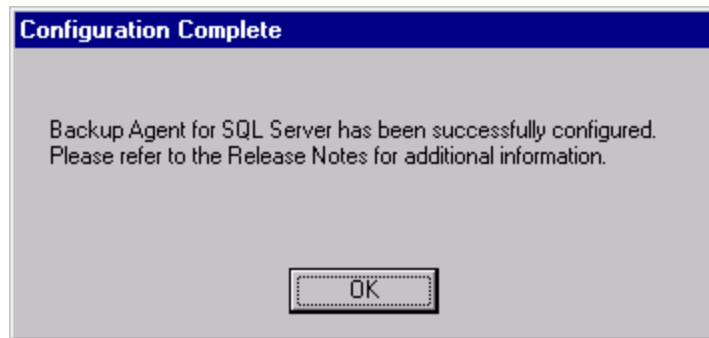 Configuration Complete
Backup Agent for SQL Server has been successfully configured.
Please refer to the Release Notes for additional information.
OK